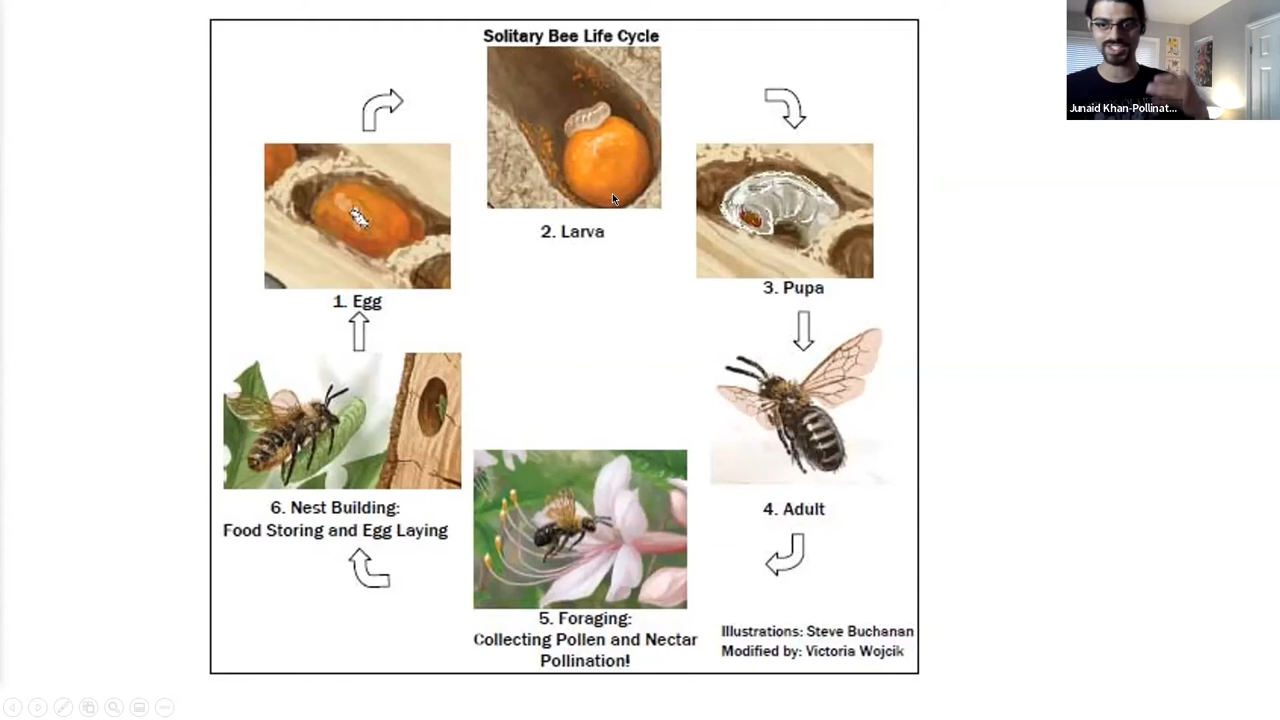 Solitary Bee Life Cycle
Junaid Khan-Pollinat...
2. Larva
3. Pupa
1. Egg
6. Nest Building:
Food Storing and Egg Laying
4. Adult
5. Foraging:
Collecting Pollen and Nectar
Pollination!
Illustrations: Steve Buchanan
Modified by: Victoria Wojcik